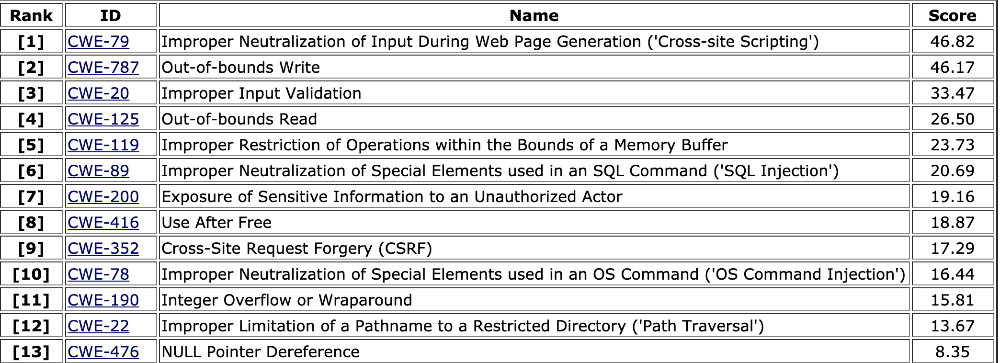 Rank ID Name Score
[1] CWE-79 Improper Neutralization of Input During Web Page Generation ('Cross-site Scripting') 46.82
[2] CWE-787 Out-of-bounds Write 46.17
[3] CWE-20 Improper Input Validation 33.47
[4] CWE-125 Out-of-bounds Read 26.50
[5] CWE-119 Improper Restriction of Operations within the Bounds of a Memory Buffer 23.73
[6] CWE-89 Improper Neutralization of Special Elements used in an SQL Command ('SQL Injection') 20.69
[7] CWE-200 Exposure of Sensitive Information to an Unauthorized Actor 19.16
[8] CWE-416 Use After Free 18.87
[9] CWE-352 Cross-Site Request Forgery (CSRF) 17.29
[10] CWE-78 Improper Neutralization of Special Elements used in an OS Command ('OS Command Injection') 16.44
[11] CWE-190 Integer Overflow or Wraparound 15.81
[12] CWE-22 Improper Limitation of a Pathname to a Restricted Directory ('Path Traversal') 13.67
[13] CWE-476 NULL Pointer Dereference 8.35